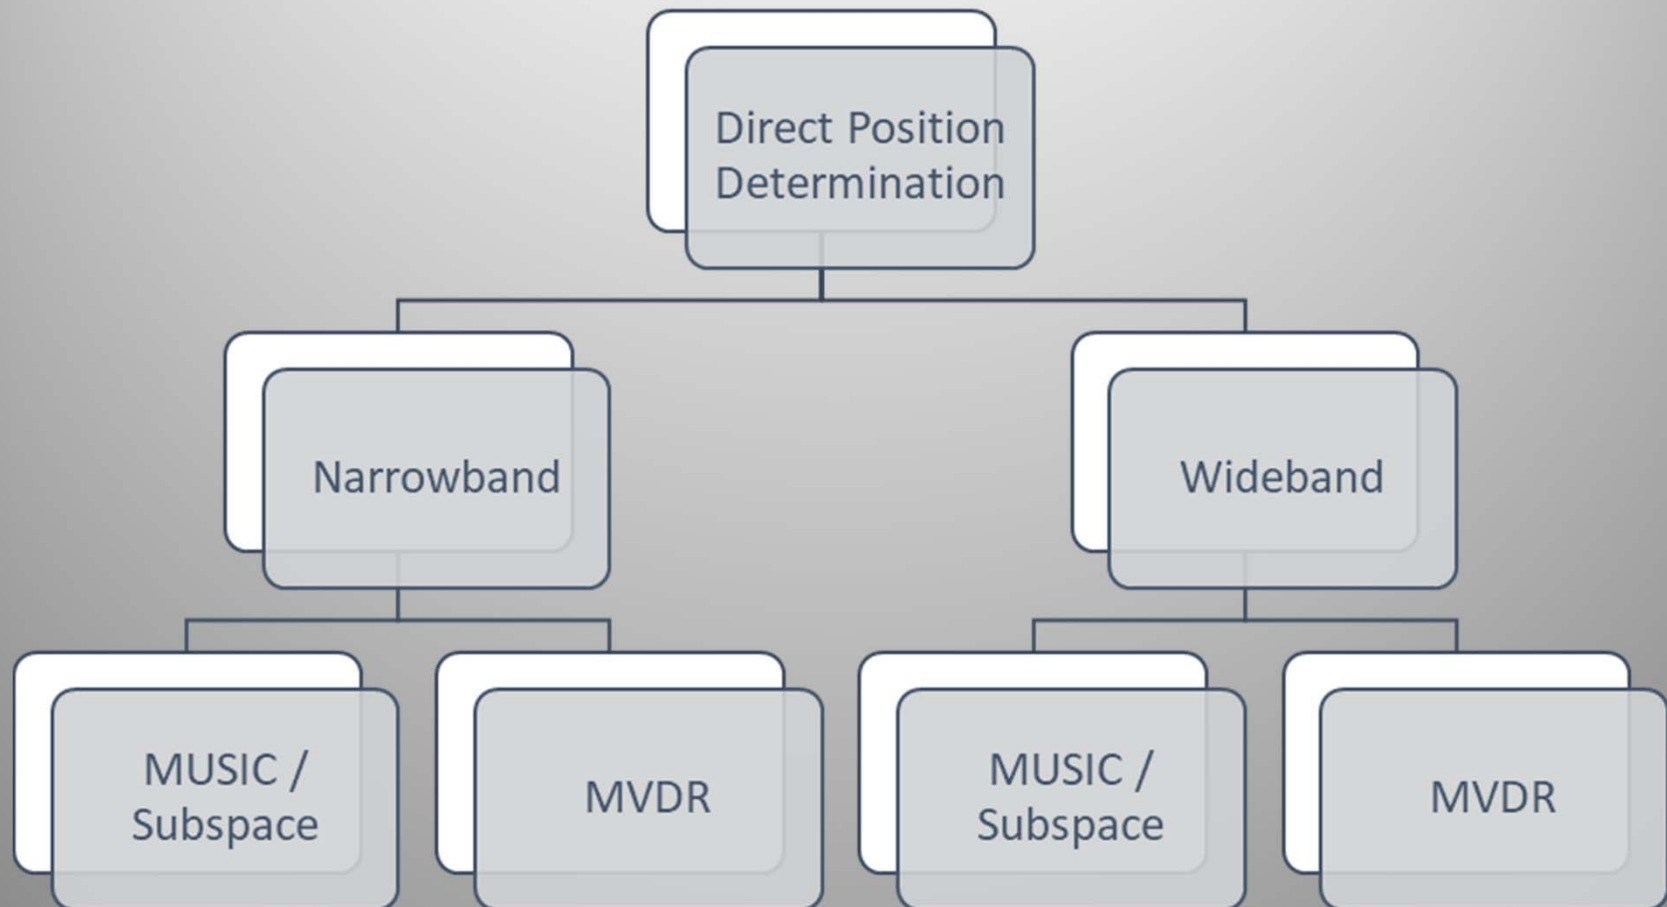 Direct Position
Determination
Narrowband
Wideband
MUSIC /
Subspace
MVDR
MUSIC /
Subspace
MVDR